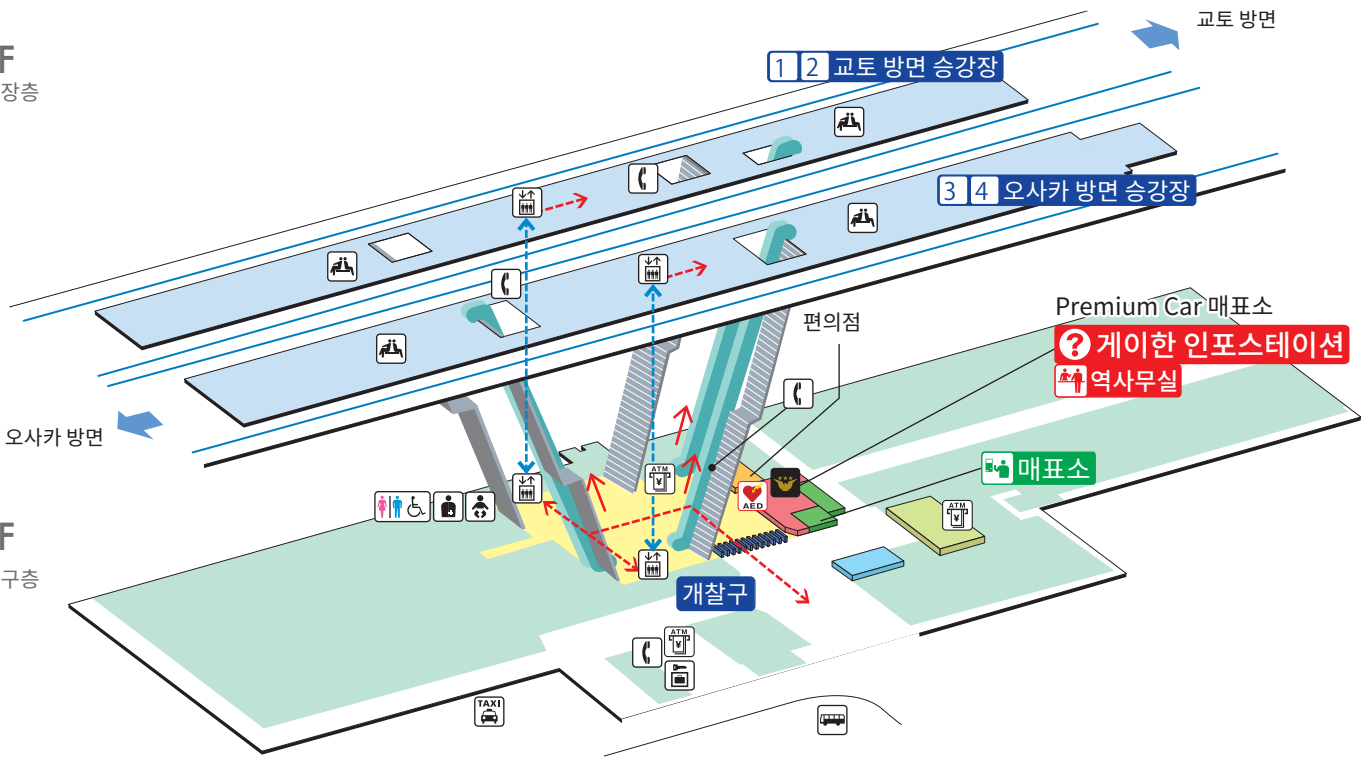 교토 방면
F
장층
1 2 교토 방면 승강장
3 4 오사카 방면 승강장
Premium Car 매표소
편의점
? 게이한 인포스테이션
역사무실
오사카 방면
매표소
ATM
¥
AED
ATM
¥
F
구층
개찰구
ATM
¥
TAXI